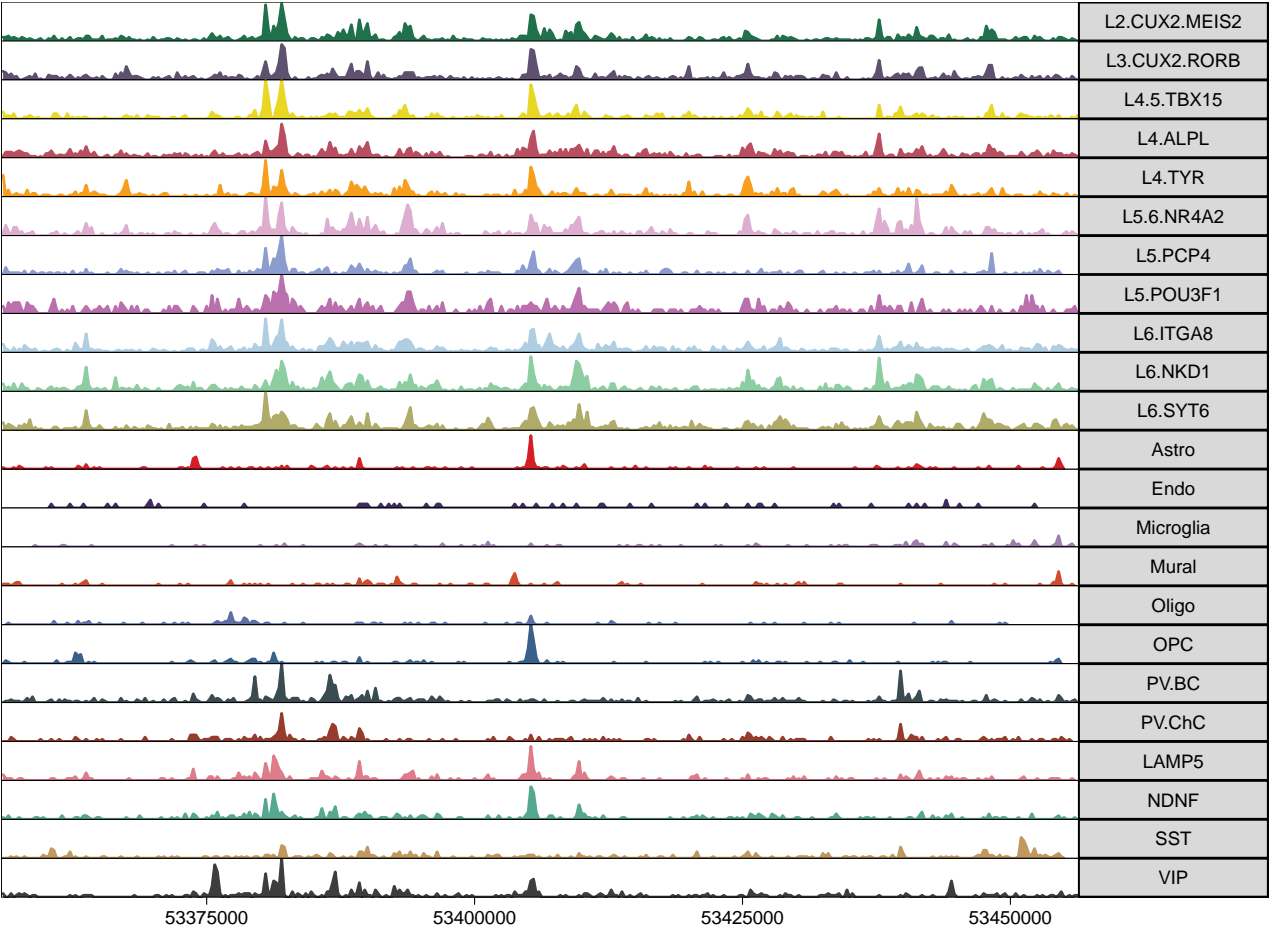 L2.CUX2.MEIS2
L3.CUX2.RORB
L4.5.TBX15
L4.ALPL
L4.TYR
L5.6.NR4A2
L5.PCP4
L5.POU3F1
L6.ITGA8
L6.NKD1
L6.SYT6
Astro
Endo
Microglia
Mural
Oligo
OPC
PV.BC
PV.ChC
LAMP5
NDNF
SST
VIP
53375000 53400000 53425000 53450000